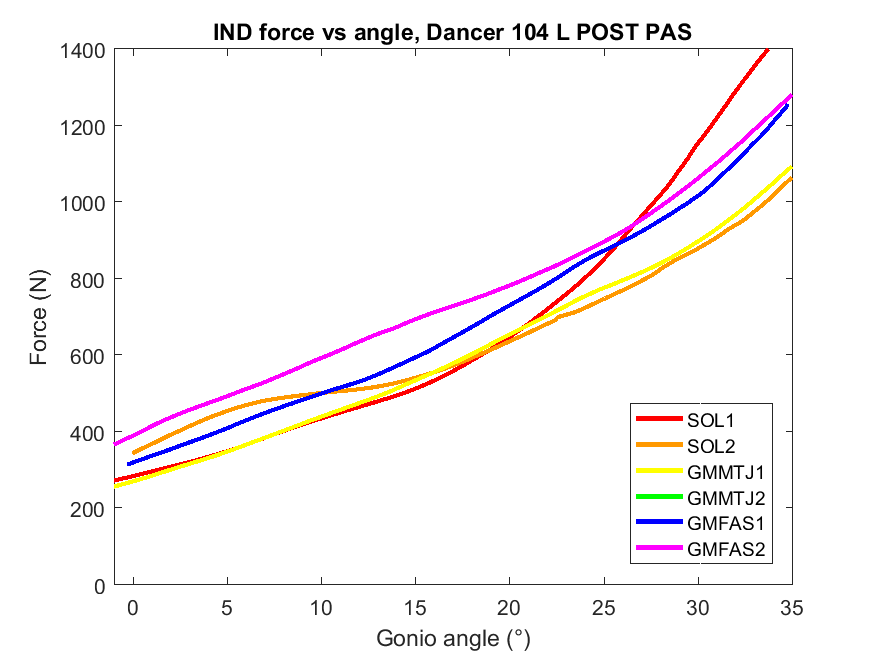 IND force vs angle, Dancer 104 L POST PAS
1400
1200
1000
800
600
400
200
0
Force (N)
0 5 10 15 20 25 30 35
Gonio angle (°)
SOL1
SOL2
GMMTJ1
GMMTJ2
GMFAS1
GMFAS2